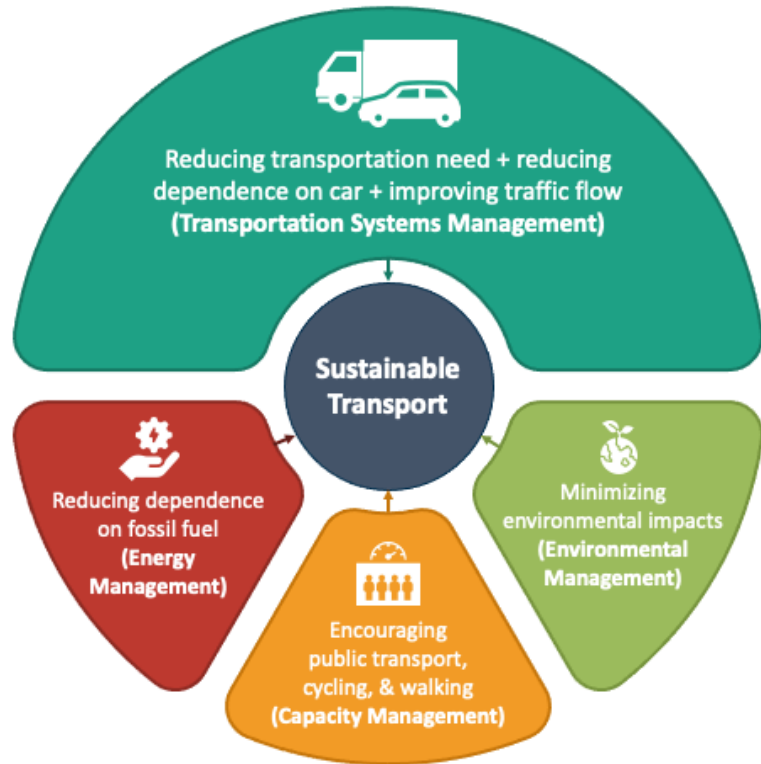 Reducing transportation need + reducing
dependence on car + improving traffic flow
(Transportation Systems Management)
Sustainable
Transport
Reducing dependence
on fossil fuel
(Energy
Management)
Minimizing
environmental impacts
(Environmental
Management)
Encouraging
public transport,
cycling, & walking
(Capacity Management)